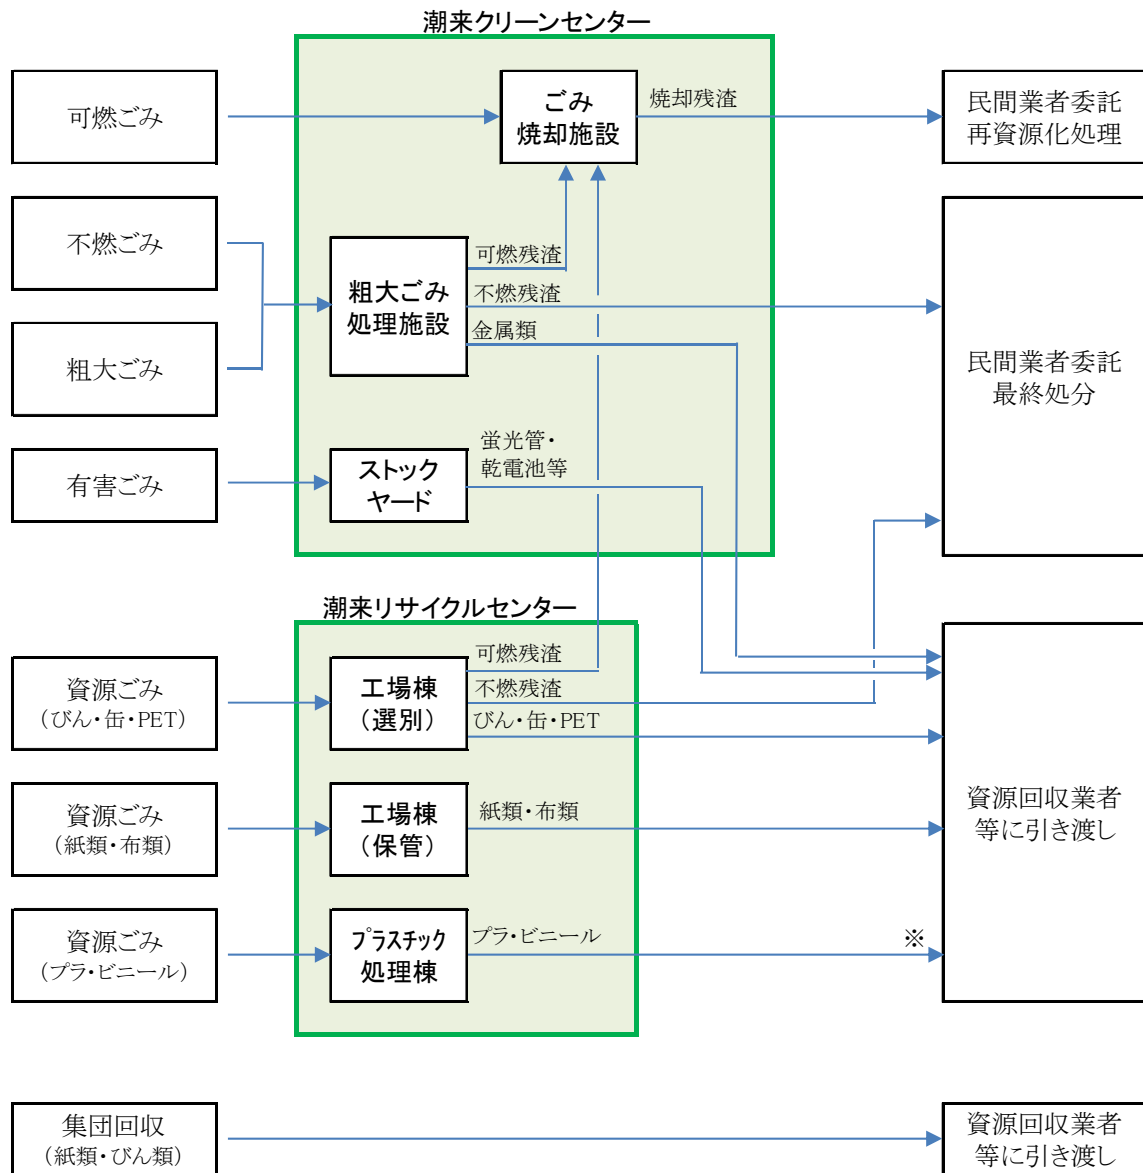 潮来クリーンセンター
可燃ごみ
ごみ
焼却施設
焼却残渣
民間業者委託
再資源化処理
不燃ごみ
粗大ごみ
粗大ごみ
処理施設
可燃残渣
不燃残渣
金属類
民間業者委託
最終処分
有害ごみ
ストック
ヤード
蛍光管・
乾電池等
潮来リサイクルセンター
資源ごみ
（びん・缶・PET）
工場棟
（選別）
可燃残渣
不燃残渣
びん・缶・PET
資源ごみ
（紙類・布類）
工場棟
（保管）
紙類・布類
資源回収業者
等に引き渡し
資源ごみ
（プラ・ビニール）
プラスチック
処理棟
プラ・ビニール
※
集団回収
（紙類・びん類）
資源回収業者
等に引き渡し